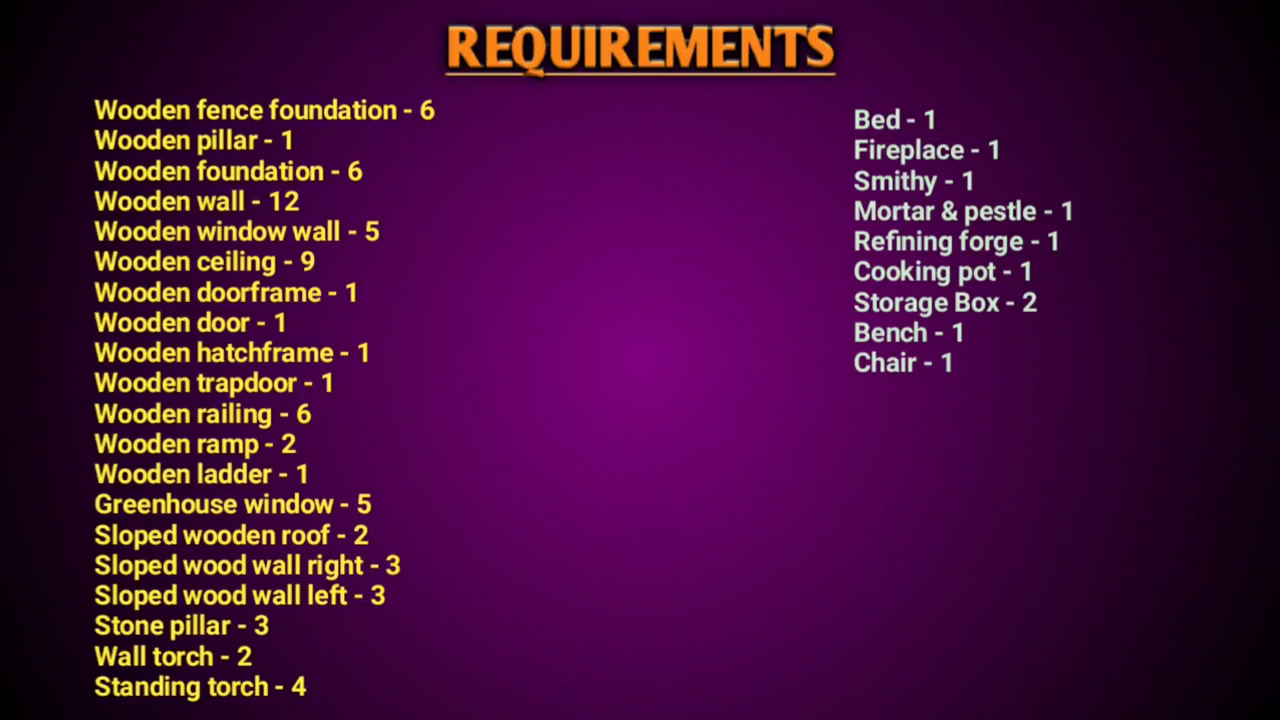 REQUIREMENTS
Wooden fence foundation - 6
Wooden pillar - 1
Wooden foundation - 6
Wooden wall - 12
Wooden window wall - 5
Wooden ceiling - 9
Wooden doorframe - 1
Wooden door - 1
Wooden hatchframe - 1
Wooden trapdoor - 1
Wooden railing - 6
Wooden ramp - 2
Wooden ladder - 1
Greenhouse window - 5
Sloped wooden roof - 2
Sloped wood wall right - 3
Sloped wood wall left - 3
Stone pillar - 3
Wall torch - 2
Standing torch - 4
Bed - 1
Fireplace - 1
Smithy - 1
Mortar & pestle - 1
Refining forge - 1
Cooking pot - 1
Storage Box - 2
Bench - 1
Chair - 1